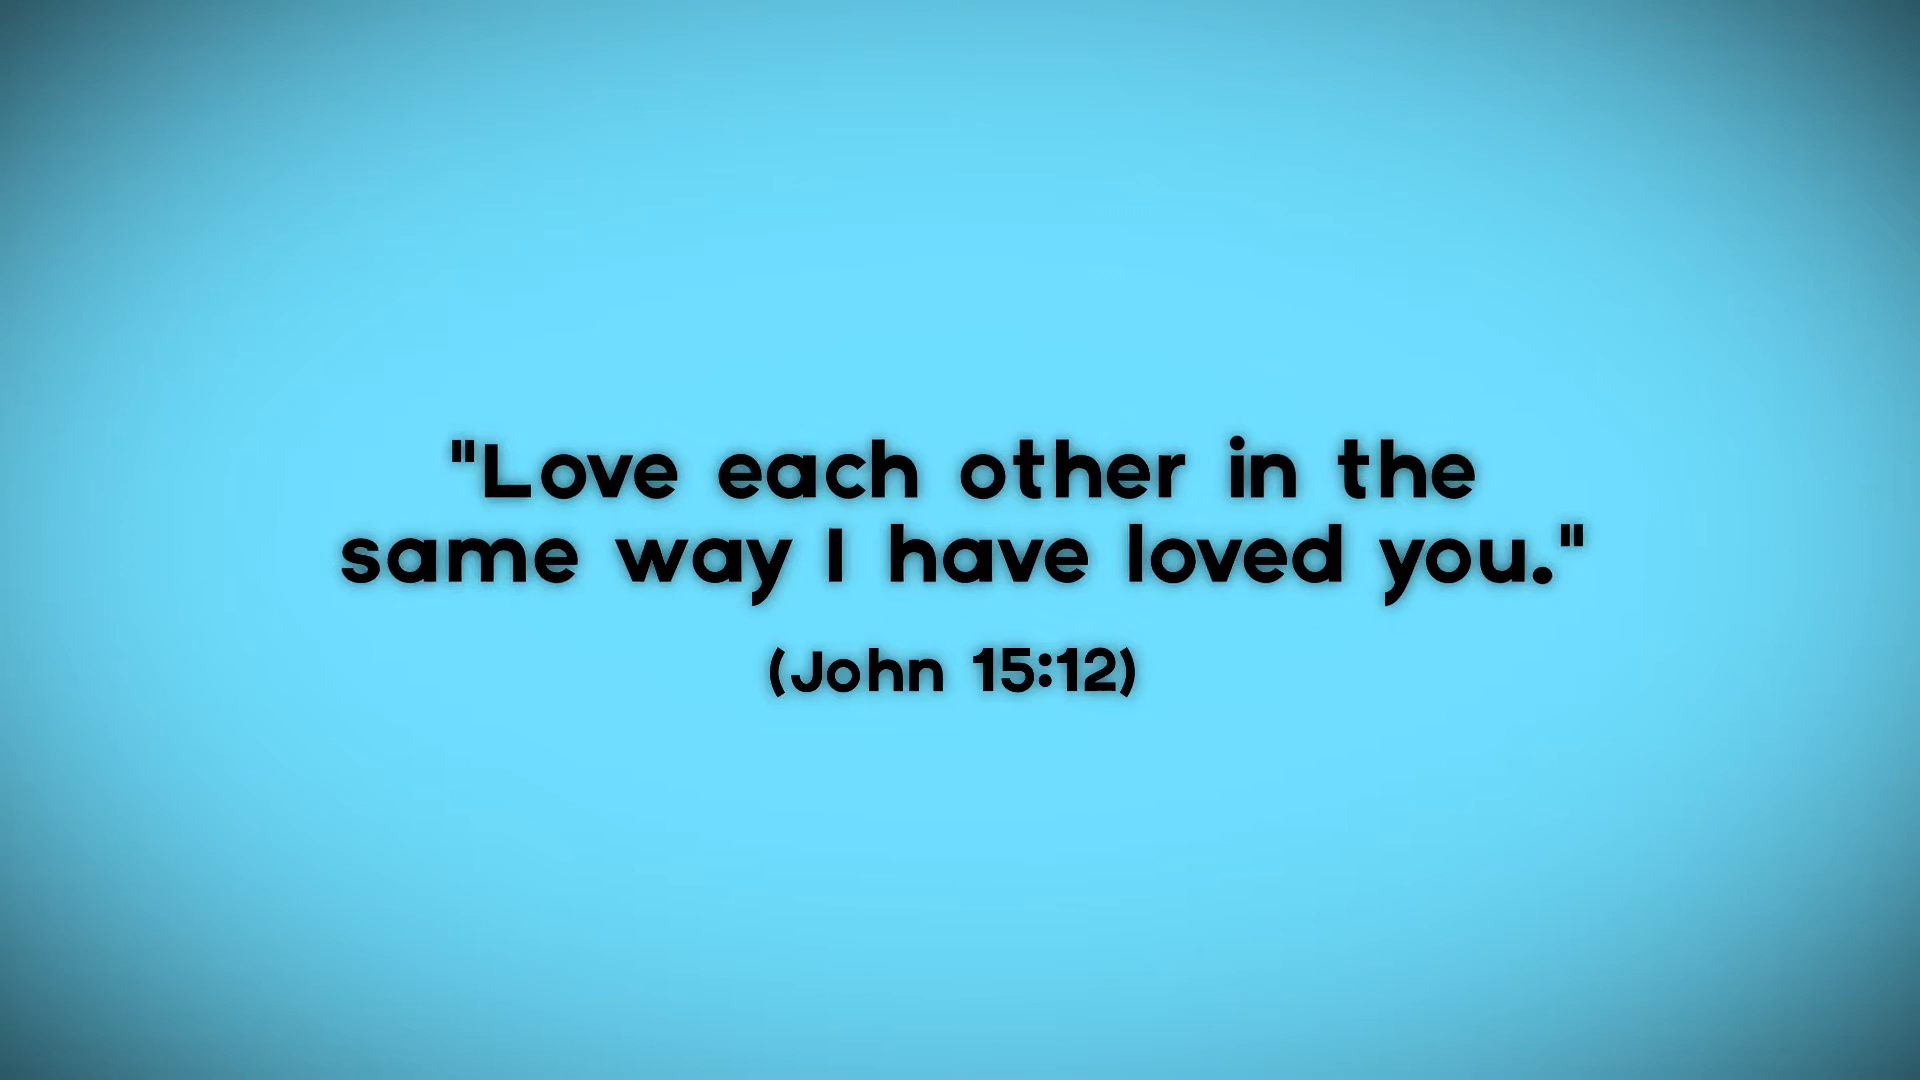 "Love each other in the
same way I have loved you."
(John 15:12)